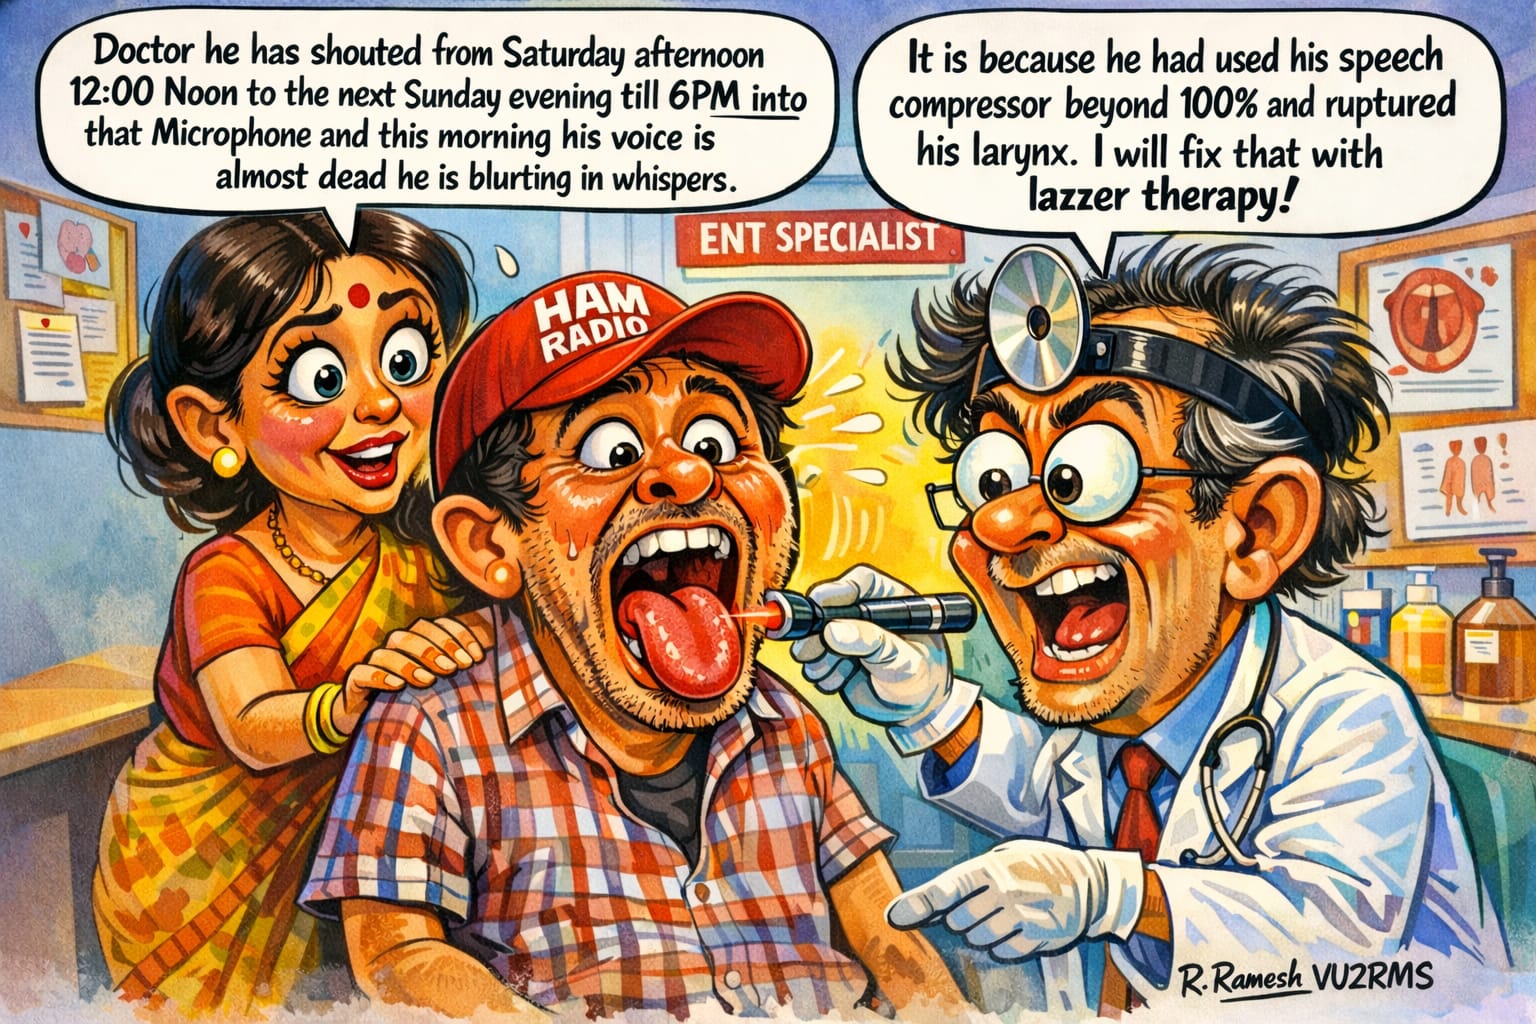 Doctor he has shouted from Saturday afternoon
12:00 Noon to the next Sunday evening till 6PM into
that Microphone and this morning his voice is
almost dead he is blurting in whispers.
It is because he had used his speech
compressor beyond 100% and ruptured
his larynx. I will fix that with
lazzer therapy!
ENT SPECIALIST
HAM
RADIO
R. Ramesh VU2RMS